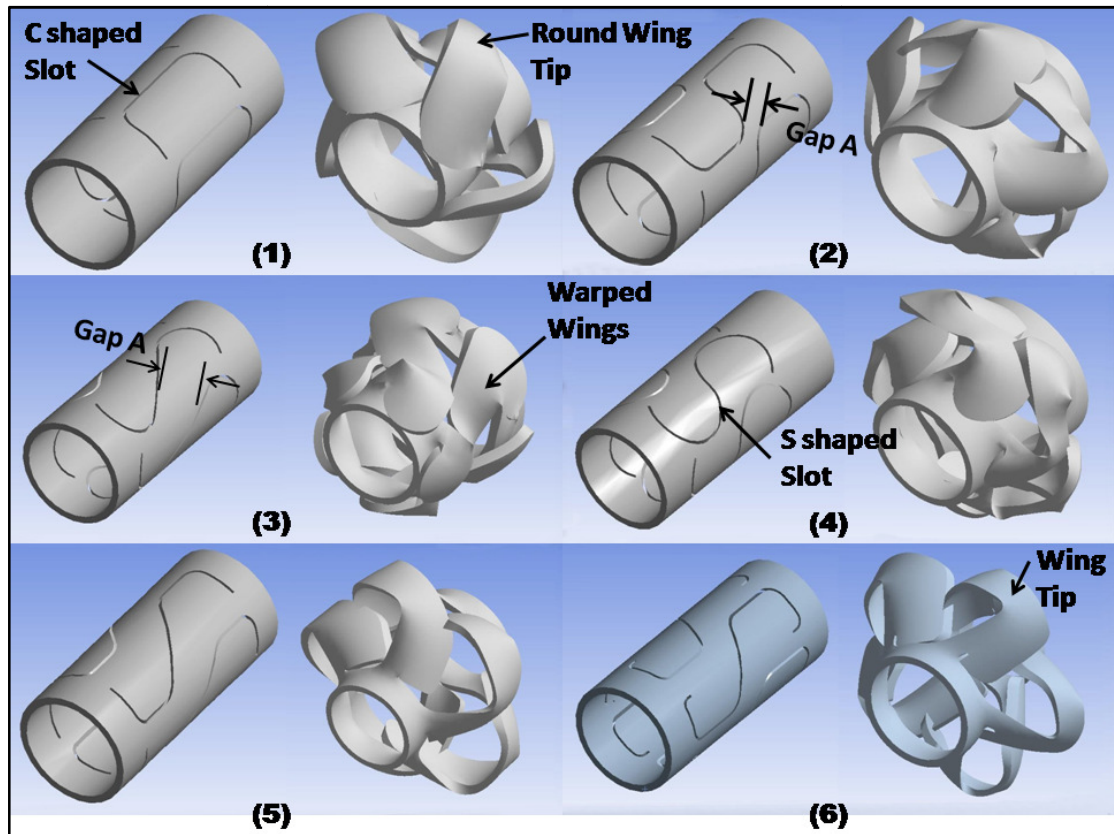 C shaped
Slot
Round Wing
Tip
Gap A
(1)
(2)
Gap A
Warped
Wings
S shaped
Slot
(3)
(4)
Wing
Tip
(5)
(6)